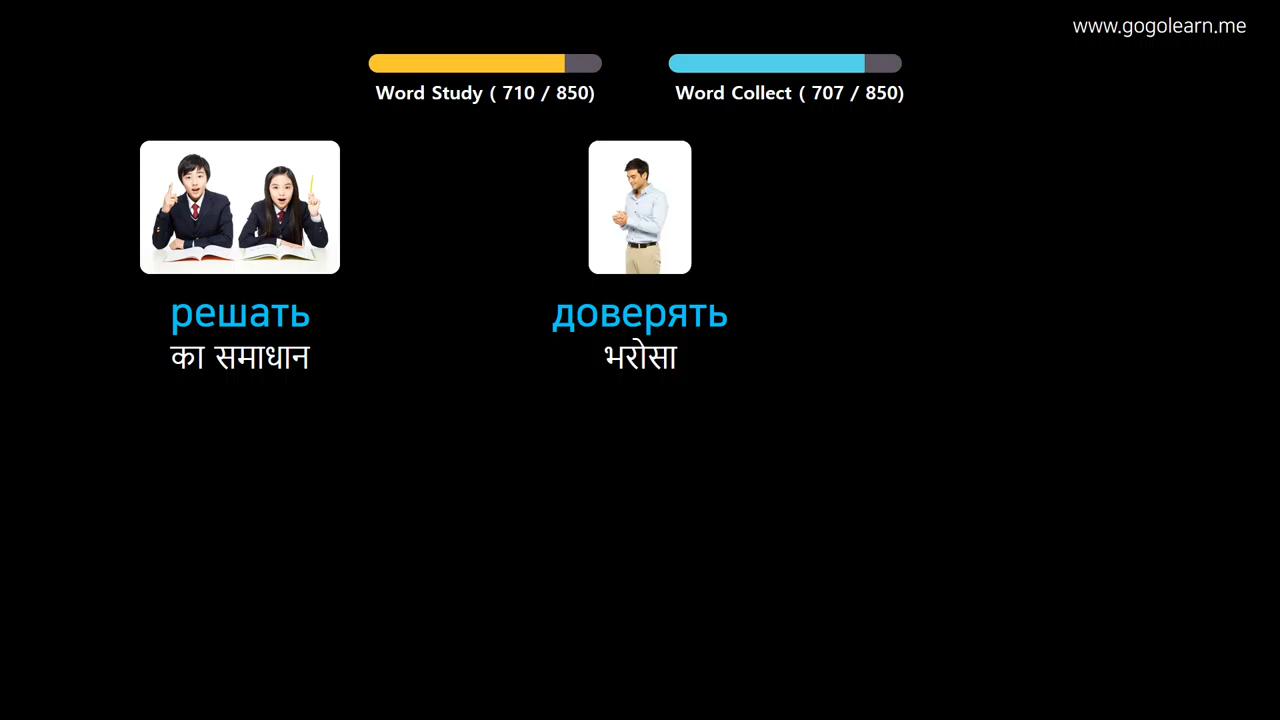 www.gogolearn.me
Word Study ( 710 / 850)
Word Collect ( 707 / 850)
решать
доверять
का समाधान
भरोसा